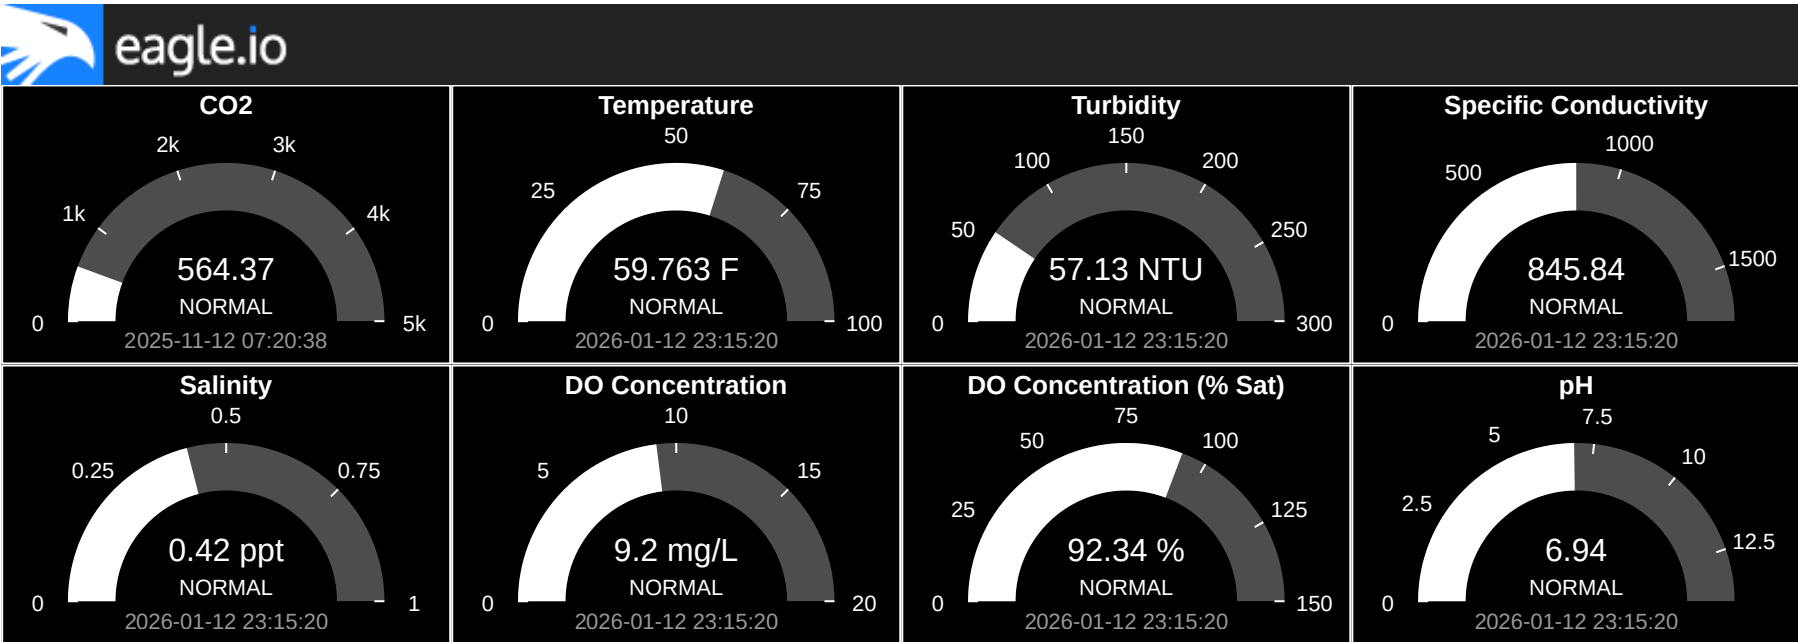 eagle.io
CO2
2k 3k
1k 4k
564.37
NORMAL
0 5k
2025-11-12 07:20:38
Temperature
50
25 75
59.763 F
NORMAL
0 100
2026-01-12 23:15:20
Turbidity
150
100 200
50 250
57.13 NTU
NORMAL
0 300
2026-01-12 23:15:20
Specific Conductivity
1000
500
1500
845.84
NORMAL
0
2026-01-12 23:15:20
Salinity
0.5
0.25 0.75
0.42 ppt
NORMAL
0 1
2026-01-12 23:15:20
DO Concentration
10
5 15
9.2 mg/L
NORMAL
0 20
2026-01-12 23:15:20
DO Concentration (% Sat)
75
50 100
25 125
92.34 %
NORMAL
0 150
2026-01-12 23:15:20
pH
7.5
5
10
2.5
12.5
6.94
NORMAL
0
2026-01-12 23:15:20